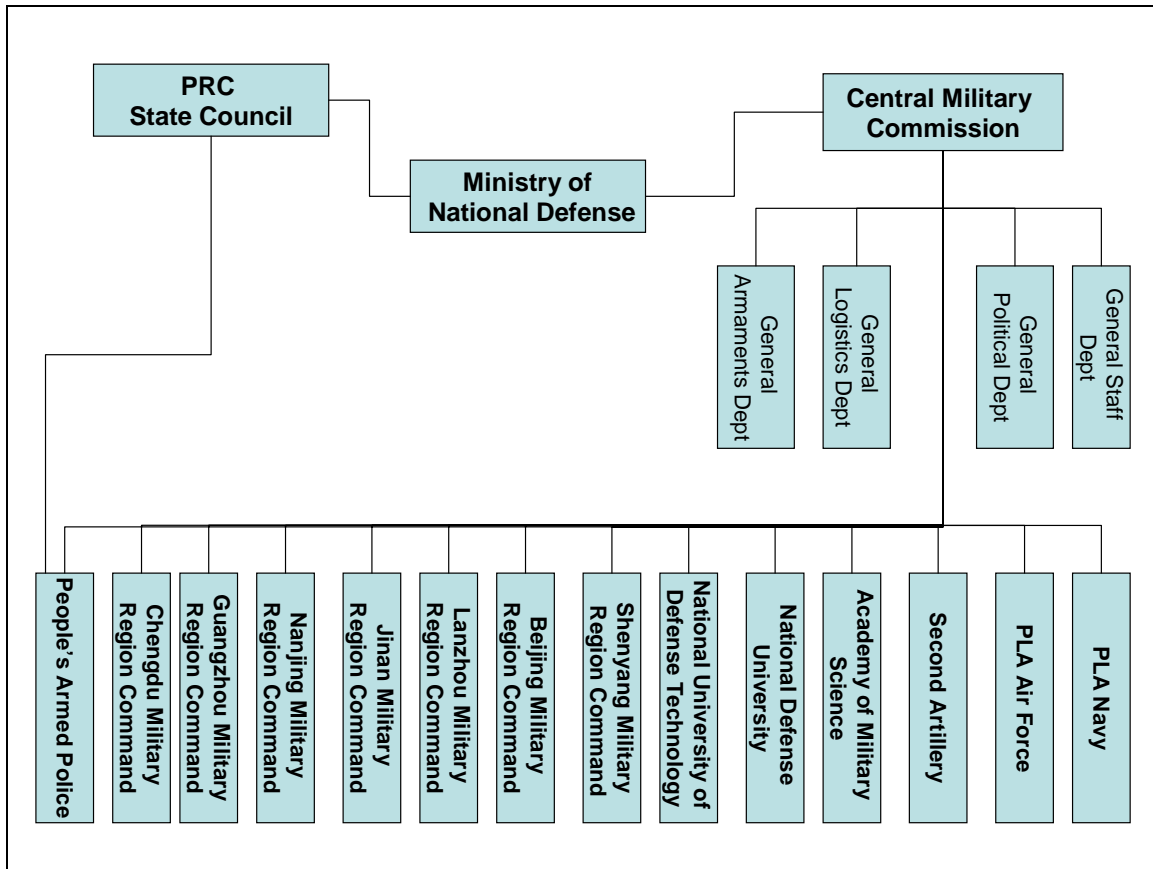 PRC
State Council
Central Military
Commission
Ministry of
National Defense
General
Armaments Dept
General
Logistics Dept
General
Political Dept
General Staff
Dept
People's Armed Police
Chengdu Military
Region Command
Guangzhou Military
Region Command
Nanjing Military
Region Command
Jinan Military
Region Command
Lanzhou Military
Region Command
Beijing Military
Region Command
Shenyang Military
Region Command
National University of
Defense Technology
National Defense
University
Academy of Military
Science
Second Artillery
PLA Air Force
PLA Navy